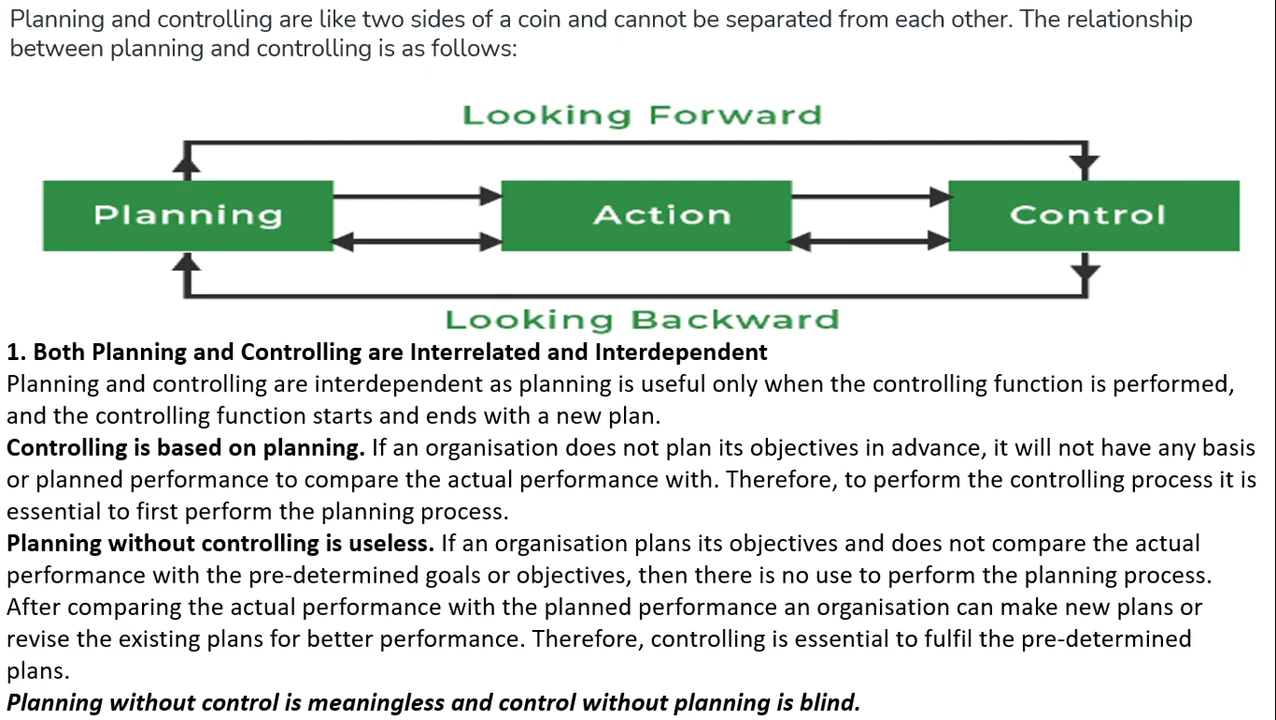 Planning and controlling are like two sides of a coin and cannot be separated from each other. The relationship
between planning and controlling is as follows:
Looking Forward
Planning
Action
Control
Looking Backward
1. Both Planning and Controlling are Interrelated and Interdependent
Planning and controlling are interdependent as planning is useful only when the controlling function is performed,
and the controlling function starts and ends with a new plan.
Controlling is based on planning. If an organisation does not plan its objectives in advance, it will not have any basis
or planned performance to compare the actual performance with. Therefore, to perform the controlling process it is
essential to first perform the planning process.
Planning without controlling is useless. If an organisation plans its objectives and does not compare the actual
performance with the pre-determined goals or objectives, then there is no use to perform the planning process.
After comparing the actual performance with the planned performance an organisation can make new plans or
revise the existing plans for better performance. Therefore, controlling is essential to fulfil the pre-determined
plans.
Planning without control is meaningless and control without planning is blind.